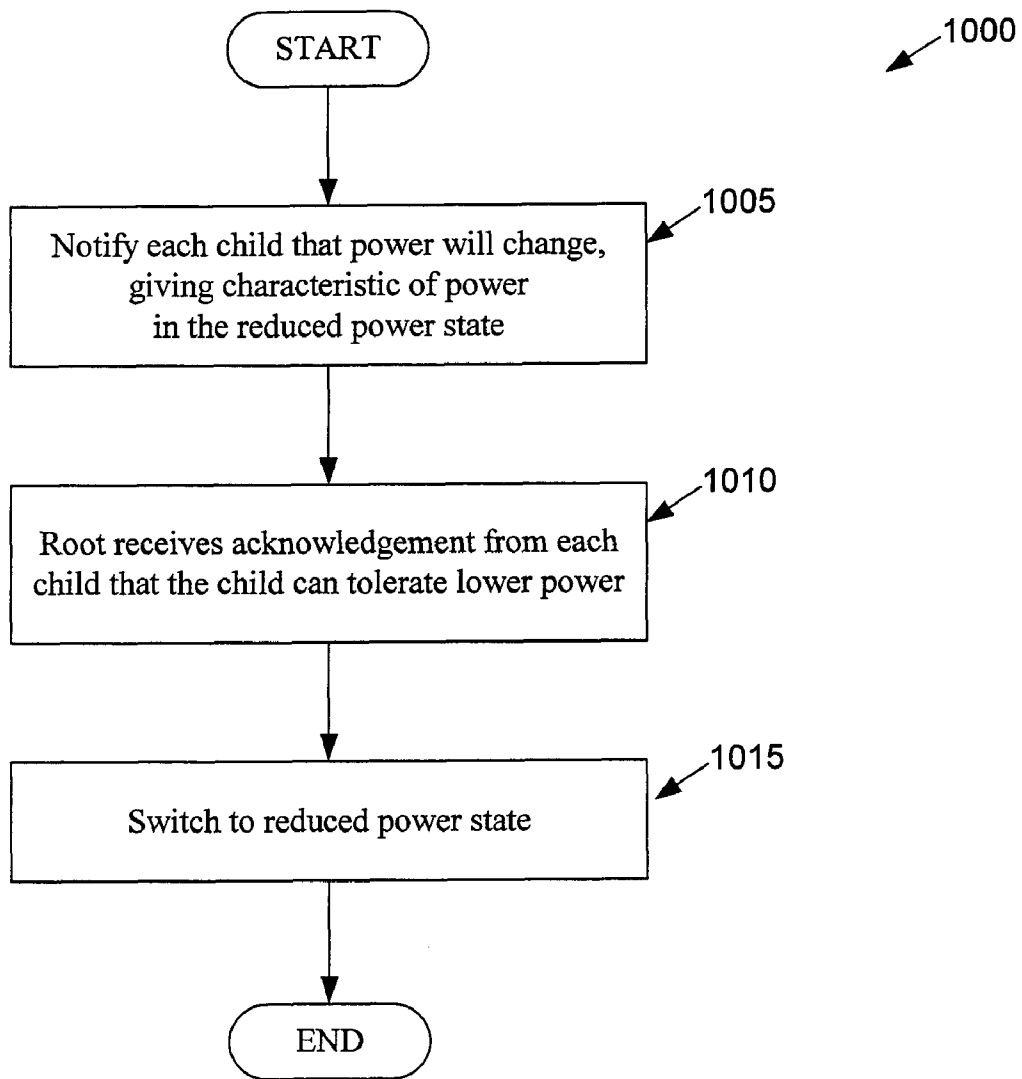 START
1000
1005
Notify each child that power will change,
giving characteristic of power
in the reduced power state
1010
Root receives acknowledgement from each
child that the child can tolerate lower power
1015
Switch to reduced power state
END